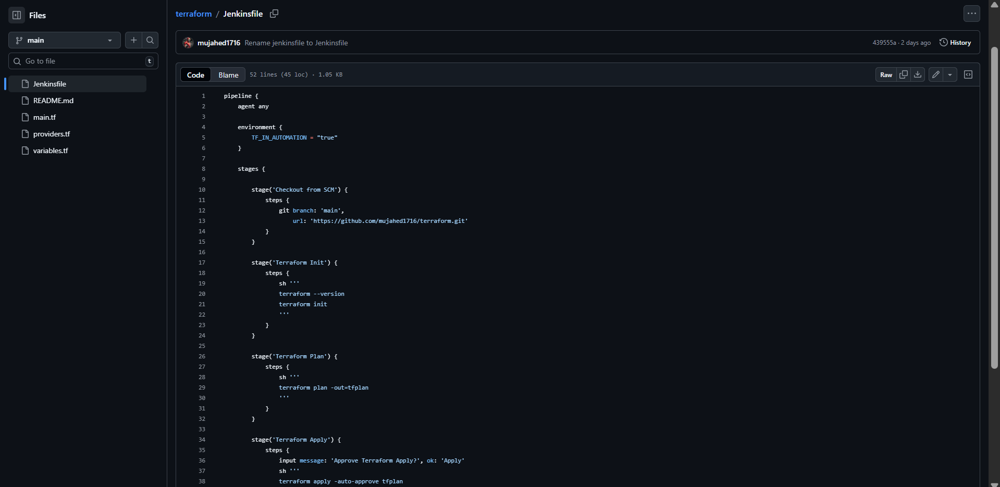 Files
main
Go to file
t
Jenkinsfile
README.md
main.tf
providers.tf
variables.tf
terraform / Jenkinsfile
mujahed1716 Rename jenkinsfile to Jenkinsfile
439555a · 2 days ago
History
Code
Blame
52 lines (45 loc) · 1.05 KB
Raw
1 pipeline {
2     agent any
3
4     environment {
5         TF_IN_AUTOMATION = "true"
6     }
7
8     stages {
9
10         stage('Checkout from SCM') {
11             steps {
12                 git branch: 'main',
13                     url: 'https://github.com/mujahed1716/terraform.git'
14             }
15         }
16
17         stage('Terraform Init') {
18             steps {
19                 sh '''
20                 terraform --version
21                 terraform init
22                 '''
23             }
24         }
25
26         stage('Terraform Plan') {
27             steps {
28                 sh '''
29                 terraform plan -out=tfplan
30                 '''
31             }
32         }
33
34         stage('Terraform Apply') {
35             steps {
36                 input message: 'Approve Terraform Apply?', ok: 'Apply'
37                 sh '''
38                 terraform apply -auto-approve tfplan